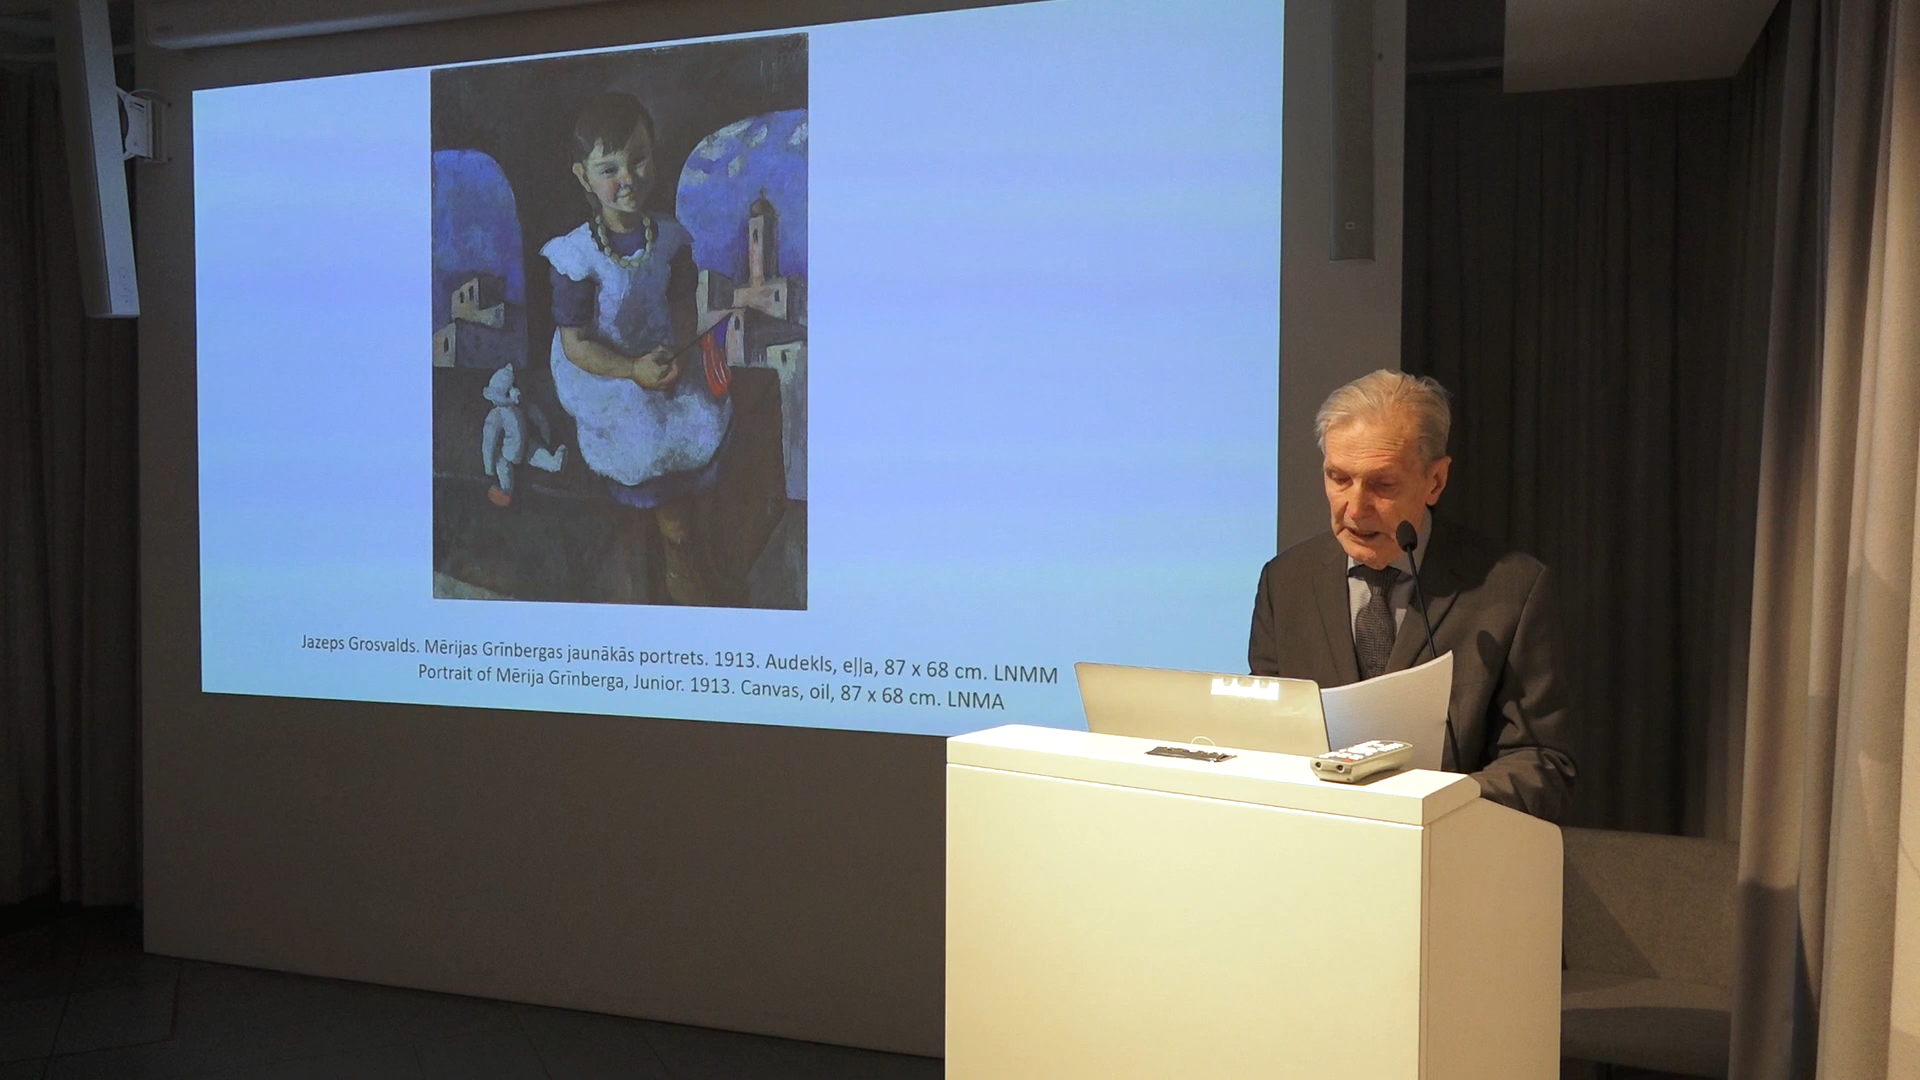 Jazeps Grosvalds. Mērijas Grīnbergas jaunākās portrets. 1913. Audekls, eļļa, 87 x 68 cm. LNMM
Portrait of Mērija Grīnberga, Junior. 1913. Canvas, oil, 87 x 68 cm. LNMA